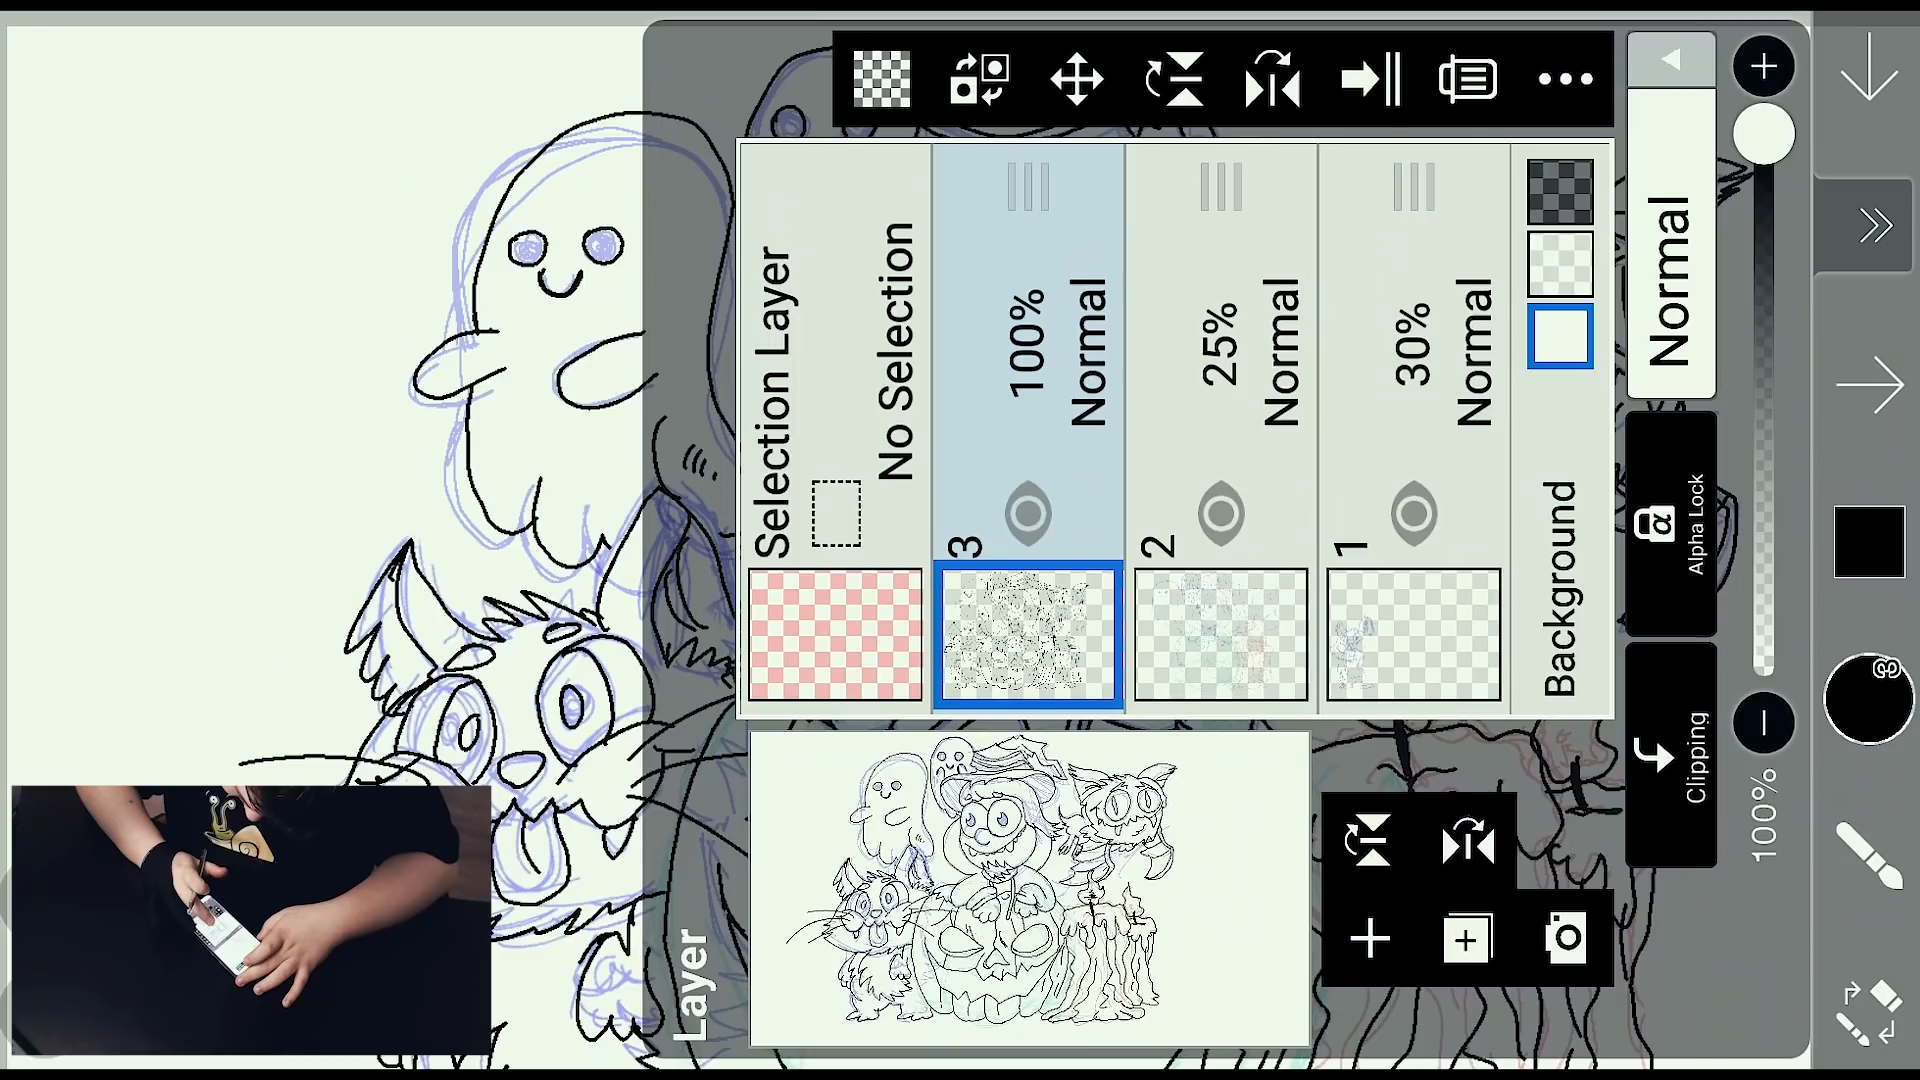 Layer
Selection Layer
No Selection
3
100%
Normal
2
25%
Normal
1
30%
Normal
Background
Normal
α
Alpha Lock
Clipping
100%
3